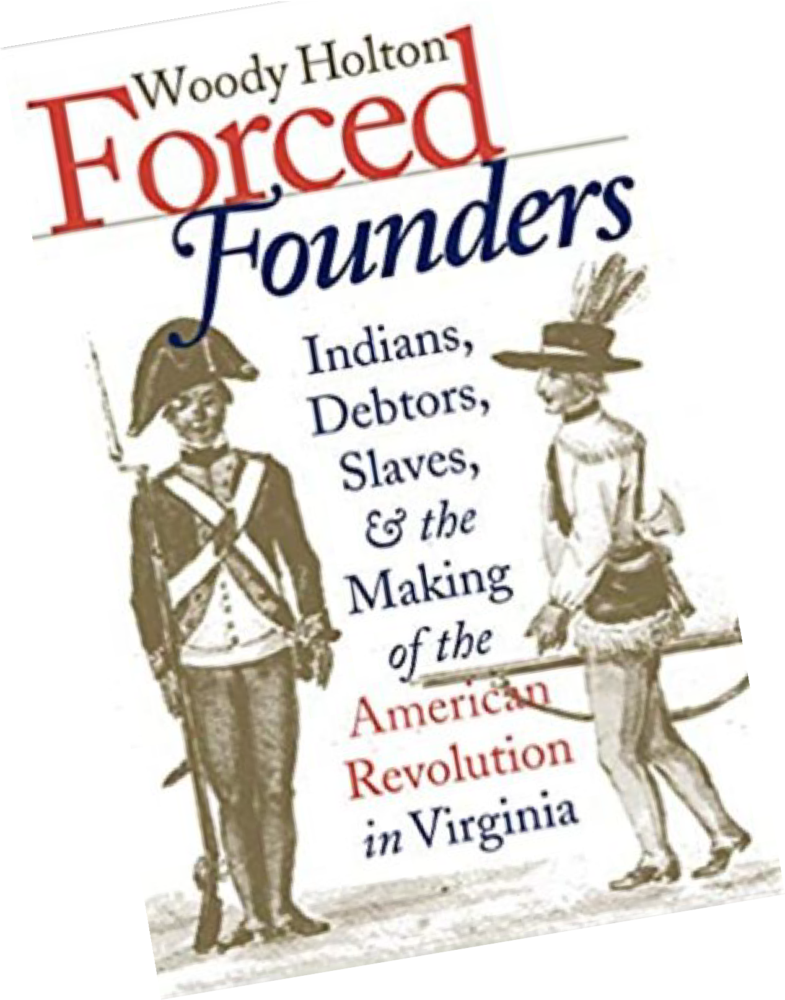 Woody Holton
Forced
Founders
Indians,
Debtors,
Slaves,
& the
Making
of the
American
Revolution
in Virginia